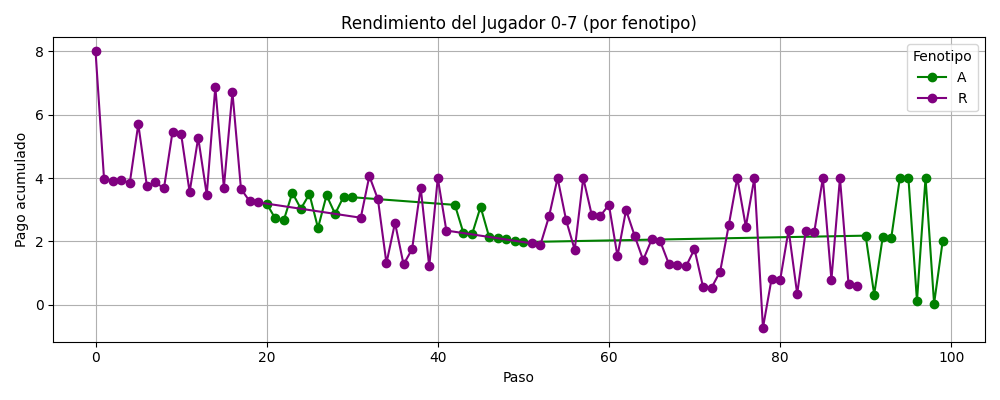 Rendimiento del Jugador 0-7 (por fenotipo)
Pago acumulado
8
6
4
2
0
0
20
40
60
80
100
Paso
Fenotipo
A
R